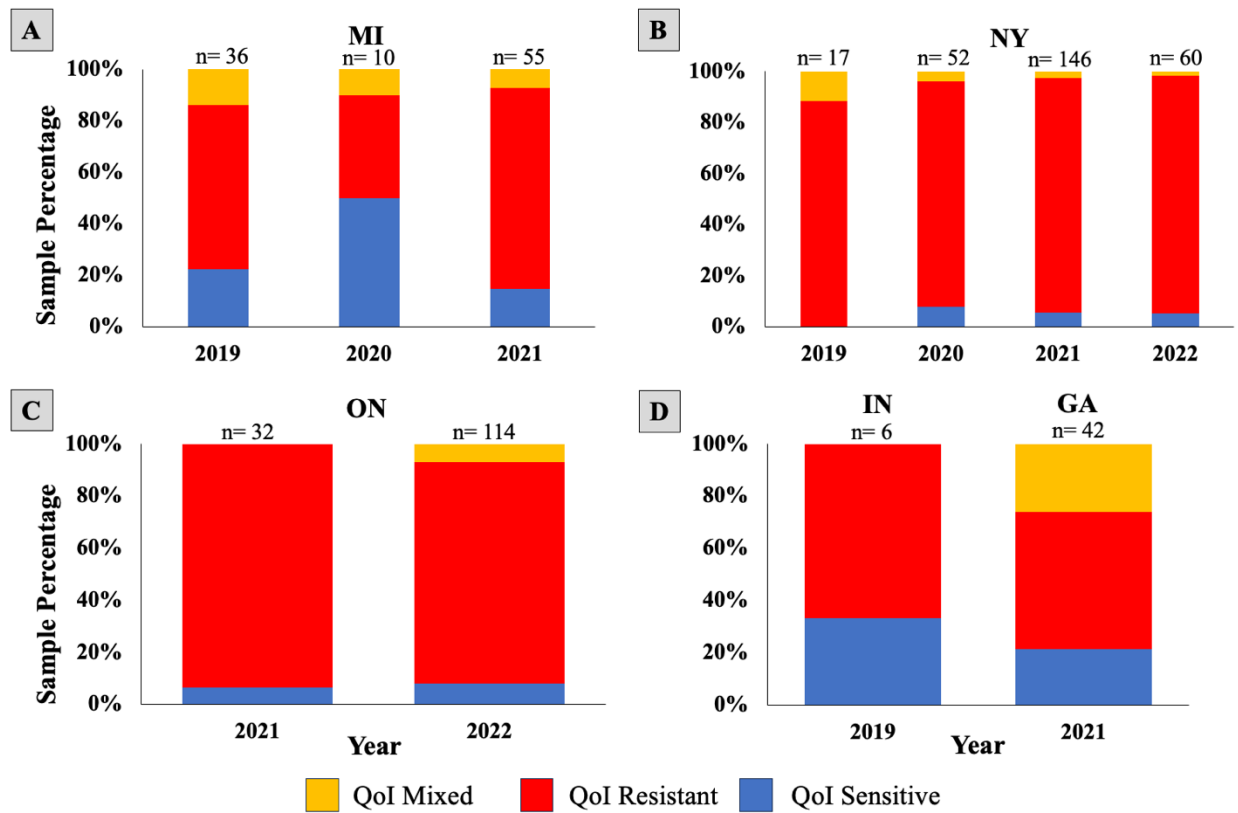 A
MI
n= 36
n= 10
n= 55
Sample Percentage
100%
80%
60%
40%
20%
0%
2019
2020
2021
B
NY
n= 17
n= 52
n= 146
n= 60
100%
80%
60%
40%
20%
0%
2019
2020
2021
2022
C
ON
n= 32
n= 114
Sample Percentage
100%
80%
60%
40%
20%
0%
2021
2022
Year
D
IN
GA
n= 6
n= 42
100%
80%
60%
40%
20%
0%
2019
2021
Year
QoI Mixed
QoI Resistant
QoI Sensitive